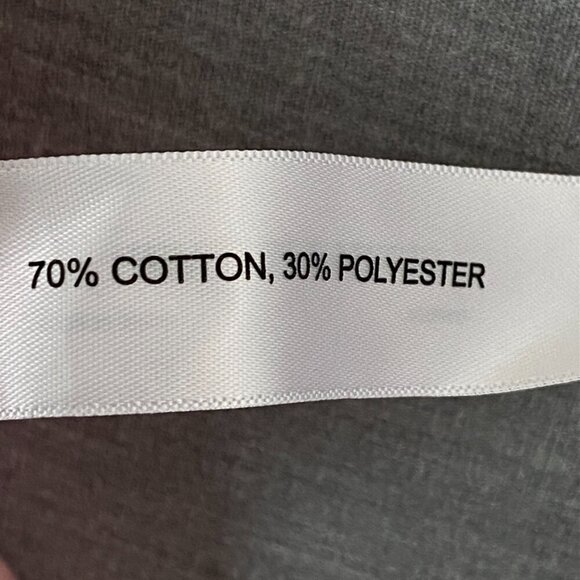 70% COTTON, 30% POLYESTER